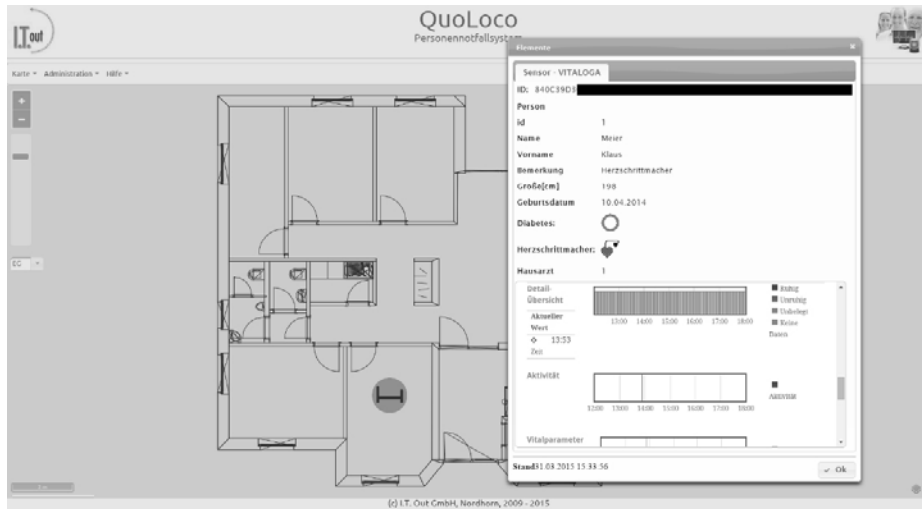 I.T. out
QuoLoco
Personennotfallsystem
Karte Administration Hilfe
EG
Elemente
Sensor - VITALOGA
ID: 840C39D3
Person
id 1
Name Meier
Vorname Klaus
Bemerkung Herzschrittmacher
Größe[cm] 198
Geburtsdatum 10.04.2014
Diabetes:
Herzschrittmacher:
Hausarzt 1
Detail-
Übersicht
Aktueller
Wert
13:53
Zeit
13:00 14:00 15:00 16:00 17:00 18:00
Ruhig
Unruhig
Unbelegt
Keine
Daten
Aktivität
12:00 13:00 14:00 15:00 16:00 17:00 18:00
Aktivität
Vitalparameter
Stand31.03.2015 15:33:56
Ok
(c) I.T. Out GmbH, Nordhorn, 2009 - 2015